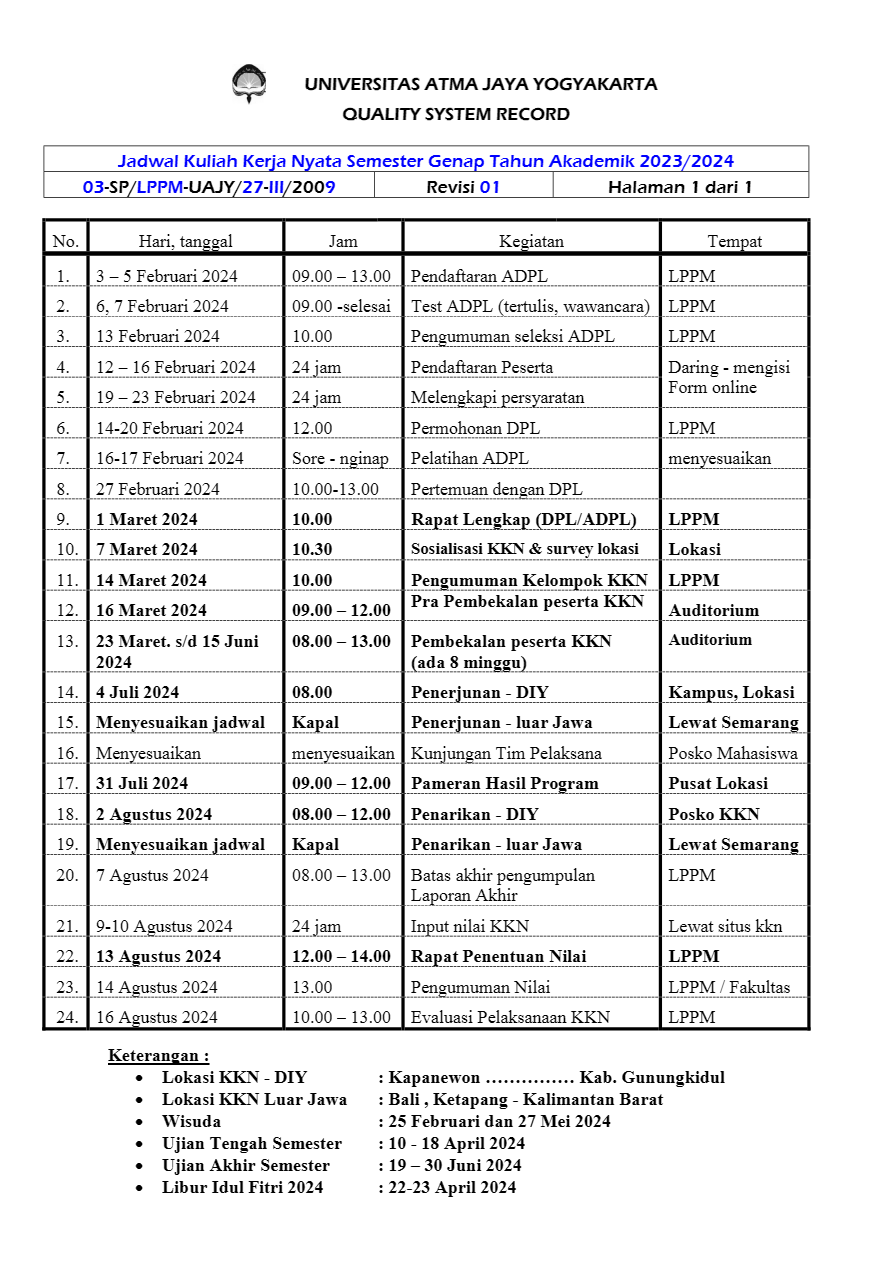 UNIVERSITAS ATMA JAYA YOGYAKARTA
QUALITY SYSTEM RECORD
Jadwal Kuliah Kerja Nyata Semester Genap Tahun Akademik 2023/2024
03-SP/LPPM-UAJY/27-III/2009 Revisi 01 Halaman 1 dari 1
No. Hari, tanggal Jam Kegiatan Tempat
1. 3 – 5 Februari 2024 09.00 – 13.00 Pendaftaran ADPL LPPM
2. 6, 7 Februari 2024 09.00 -selesai Test ADPL (tertulis, wawancara) LPPM
3. 13 Februari 2024 10.00 Pengumuman seleksi ADPL LPPM
4. 12 – 16 Februari 2024 24 jam Pendaftaran Peserta Daring - mengisi
Form online
5. 19 – 23 Februari 2024 24 jam Melengkapi persyaratan
6. 14-20 Februari 2024 12.00 Permohonan DPL LPPM
7. 16-17 Februari 2024 Sore - nginap Pelatihan ADPL menyesuaikan
8. 27 Februari 2024 10.00-13.00 Pertemuan dengan DPL
9. 1 Maret 2024 10.00 Rapat Lengkap (DPL/ADPL) LPPM
10. 7 Maret 2024 10.30 Sosialisasi KKN & survey lokasi Lokasi
11. 14 Maret 2024 10.00 Pengumuman Kelompok KKN LPPM
12. 16 Maret 2024 09.00 – 12.00 Pra Pembekalan peserta KKN Auditorium
13. 23 Maret. s/d 15 Juni 08.00 – 13.00 Pembekalan peserta KKN Auditorium
2024 (ada 8 minggu)
14. 4 Juli 2024 08.00 Penerjunan - DIY Kampus, Lokasi
15. Menyesuaikan jadwal Kapal Penerjunan - luar Jawa Lewat Semarang
16. Menyesuaikan menyesuaikan Kunjungan Tim Pelaksana Posko Mahasiswa
17. 31 Juli 2024 09.00 – 12.00 Pameran Hasil Program Pusat Lokasi
18. 2 Agustus 2024 08.00 – 12.00 Penarikan - DIY Posko KKN
19. Menyesuaikan jadwal Kapal Penarikan - luar Jawa Lewat Semarang
20. 7 Agustus 2024 08.00 – 13.00 Batas akhir pengumpulan LPPM
Laporan Akhir
21. 9-10 Agustus 2024 24 jam Input nilai KKN Lewat situs kkn
22. 13 Agustus 2024 12.00 – 14.00 Rapat Penentuan Nilai LPPM
23. 14 Agustus 2024 13.00 Pengumuman Nilai LPPM / Fakultas
24. 16 Agustus 2024 10.00 – 13.00 Evaluasi Pelaksanaan KKN LPPM
Keterangan :
• Lokasi KKN - DIY : Kapanewon …………… Kab. Gunungkidul
• Lokasi KKN Luar Jawa : Bali , Ketapang - Kalimantan Barat
• Wisuda : 25 Februari dan 27 Mei 2024
• Ujian Tengah Semester : 10 - 18 April 2024
• Ujian Akhir Semester : 19 – 30 Juni 2024
• Libur Idul Fitri 2024 : 22-23 April 2024